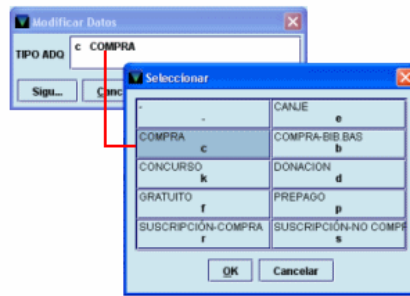 Modificar Datos
TIPO ADQ c COMPRA
Sigu...
Seleccionar
- CANJE
. e
COMPRA COMPRA-BIB.BAS
c b
CONCURSO DONACION
k d
GRATUITO PREPAGO
f p
SUSCRIPCIÓN-COMPRA SUSCRIPCIÓN-NO COMPR
r s
OK Cancelar